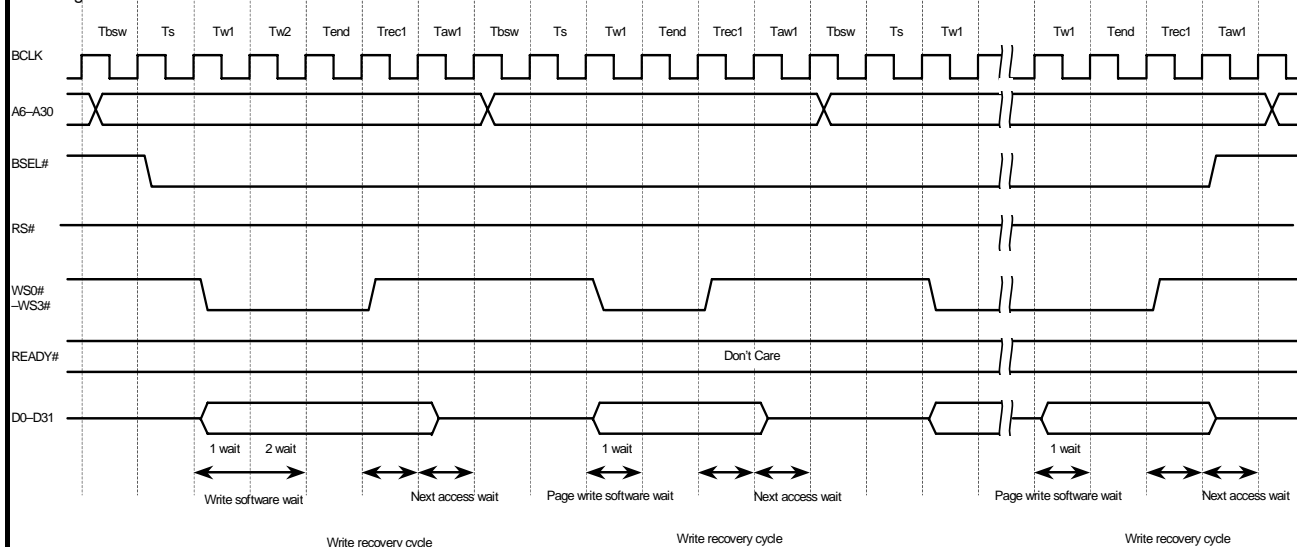 Tbsw Ts Tw1 Tw2 Tend Trec1 Taw1 Tbsw Ts Tw1 Tend Trec1 Taw1 Tbsw Ts Tw1 Tw1 Tend Trec1 Taw1
BCLK
A6–A30
BSEL#
RS#
WS0#
–WS3#
READY# Don't Care
D0–D31
1 wait 2 wait 1 wait 1 wait
Write software wait Next access wait Page write software wait Next access wait Page write software wait Next access wait
Write recovery cycle Write recovery cycle Write recovery cycle